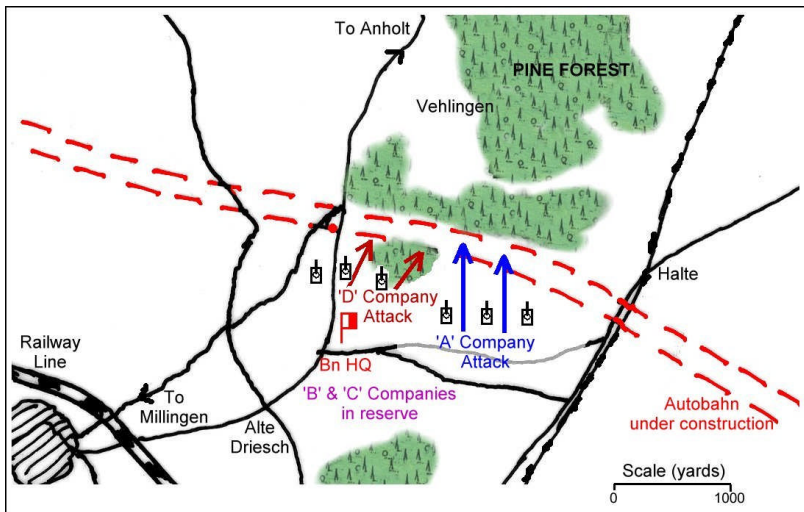 To Anholt
PINE FOREST
Vehlingen
Halte
'D' Company
Attack
'A' Company
Attack
Railway
Line
Bn HQ
To
Millingen
'B' & 'C' Companies
in reserve
Alte
Driesch
Autobahn
under construction
Scale (yards)
0 1000